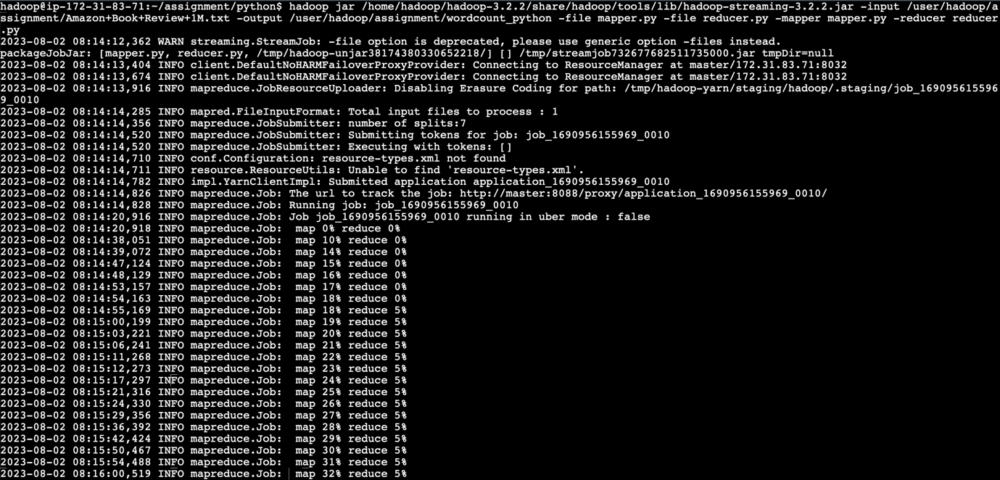 hadoop@ip-172-31-83-71:~/assignment/python$ hadoop jar /home/hadoop/hadoop-3.2.2/share/hadoop/tools/lib/hadoop-streaming-3.2.2.jar -input /user/hadoop/a
ssignment/Amazon+Book+Review+1M.txt -output /user/hadoop/assignment/wordcount_python -file mapper.py -file reducer.py -mapper mapper.py -reducer reducer
.py
2023-08-02 08:14:12,362 WARN streaming.StreamJob: -file option is deprecated, please use generic option -files instead.
packageJobJar: [mapper.py, reducer.py, /tmp/hadoop-unjar38174380330652218/] [] /tmp/streamjob732677682511735000.jar tmpDir=null
2023-08-02 08:14:13,404 INFO client.DefaultNoHARMFailoverProxyProvider: Connecting to ResourceManager at master/172.31.83.71:8032
2023-08-02 08:14:13,674 INFO client.DefaultNoHARMFailoverProxyProvider: Connecting to ResourceManager at master/172.31.83.71:8032
2023-08-02 08:14:13,916 INFO mapreduce.JobResourceUploader: Disabling Erasure Coding for path: /tmp/hadoop-yarn/staging/hadoop/.staging/job_169095615596
9_0010
2023-08-02 08:14:14,285 INFO mapred.FileInputFormat: Total input files to process : 1
2023-08-02 08:14:14,356 INFO mapreduce.JobSubmitter: number of splits:7
2023-08-02 08:14:14,520 INFO mapreduce.JobSubmitter: Submitting tokens for job: job_1690956155969_0010
2023-08-02 08:14:14,520 INFO mapreduce.JobSubmitter: Executing with tokens: []
2023-08-02 08:14:14,710 INFO conf.Configuration: resource-types.xml not found
2023-08-02 08:14:14,711 INFO resource.ResourceUtils: Unable to find 'resource-types.xml'.
2023-08-02 08:14:14,782 INFO impl.YarnClientImpl: Submitted application application_1690956155969_0010
2023-08-02 08:14:14,826 INFO mapreduce.Job: The url to track the job: http://master:8088/proxy/application_1690956155969_0010/
2023-08-02 08:14:14,828 INFO mapreduce.Job: Running job: job_1690956155969_0010
2023-08-02 08:14:20,916 INFO mapreduce.Job: Job job_1690956155969_0010 running in uber mode : false
2023-08-02 08:14:20,918 INFO mapreduce.Job:  map 0% reduce 0%
2023-08-02 08:14:38,051 INFO mapreduce.Job:  map 10% reduce 0%
2023-08-02 08:14:39,072 INFO mapreduce.Job:  map 14% reduce 0%
2023-08-02 08:14:47,124 INFO mapreduce.Job:  map 15% reduce 0%
2023-08-02 08:14:48,129 INFO mapreduce.Job:  map 16% reduce 0%
2023-08-02 08:14:53,157 INFO mapreduce.Job:  map 17% reduce 0%
2023-08-02 08:14:54,163 INFO mapreduce.Job:  map 18% reduce 0%
2023-08-02 08:14:55,169 INFO mapreduce.Job:  map 18% reduce 5%
2023-08-02 08:15:00,199 INFO mapreduce.Job:  map 19% reduce 5%
2023-08-02 08:15:03,221 INFO mapreduce.Job:  map 20% reduce 5%
2023-08-02 08:15:06,241 INFO mapreduce.Job:  map 21% reduce 5%
2023-08-02 08:15:11,268 INFO mapreduce.Job:  map 22% reduce 5%
2023-08-02 08:15:12,273 INFO mapreduce.Job:  map 23% reduce 5%
2023-08-02 08:15:17,297 INFO mapreduce.Job:  map 24% reduce 5%
2023-08-02 08:15:21,316 INFO mapreduce.Job:  map 25% reduce 5%
2023-08-02 08:15:24,330 INFO mapreduce.Job:  map 26% reduce 5%
2023-08-02 08:15:29,356 INFO mapreduce.Job:  map 27% reduce 5%
2023-08-02 08:15:36,392 INFO mapreduce.Job:  map 28% reduce 5%
2023-08-02 08:15:42,424 INFO mapreduce.Job:  map 29% reduce 5%
2023-08-02 08:15:50,467 INFO mapreduce.Job:  map 30% reduce 5%
2023-08-02 08:15:54,488 INFO mapreduce.Job:  map 31% reduce 5%
2023-08-02 08:16:00,519 INFO mapreduce.Job:  map 32% reduce 5%